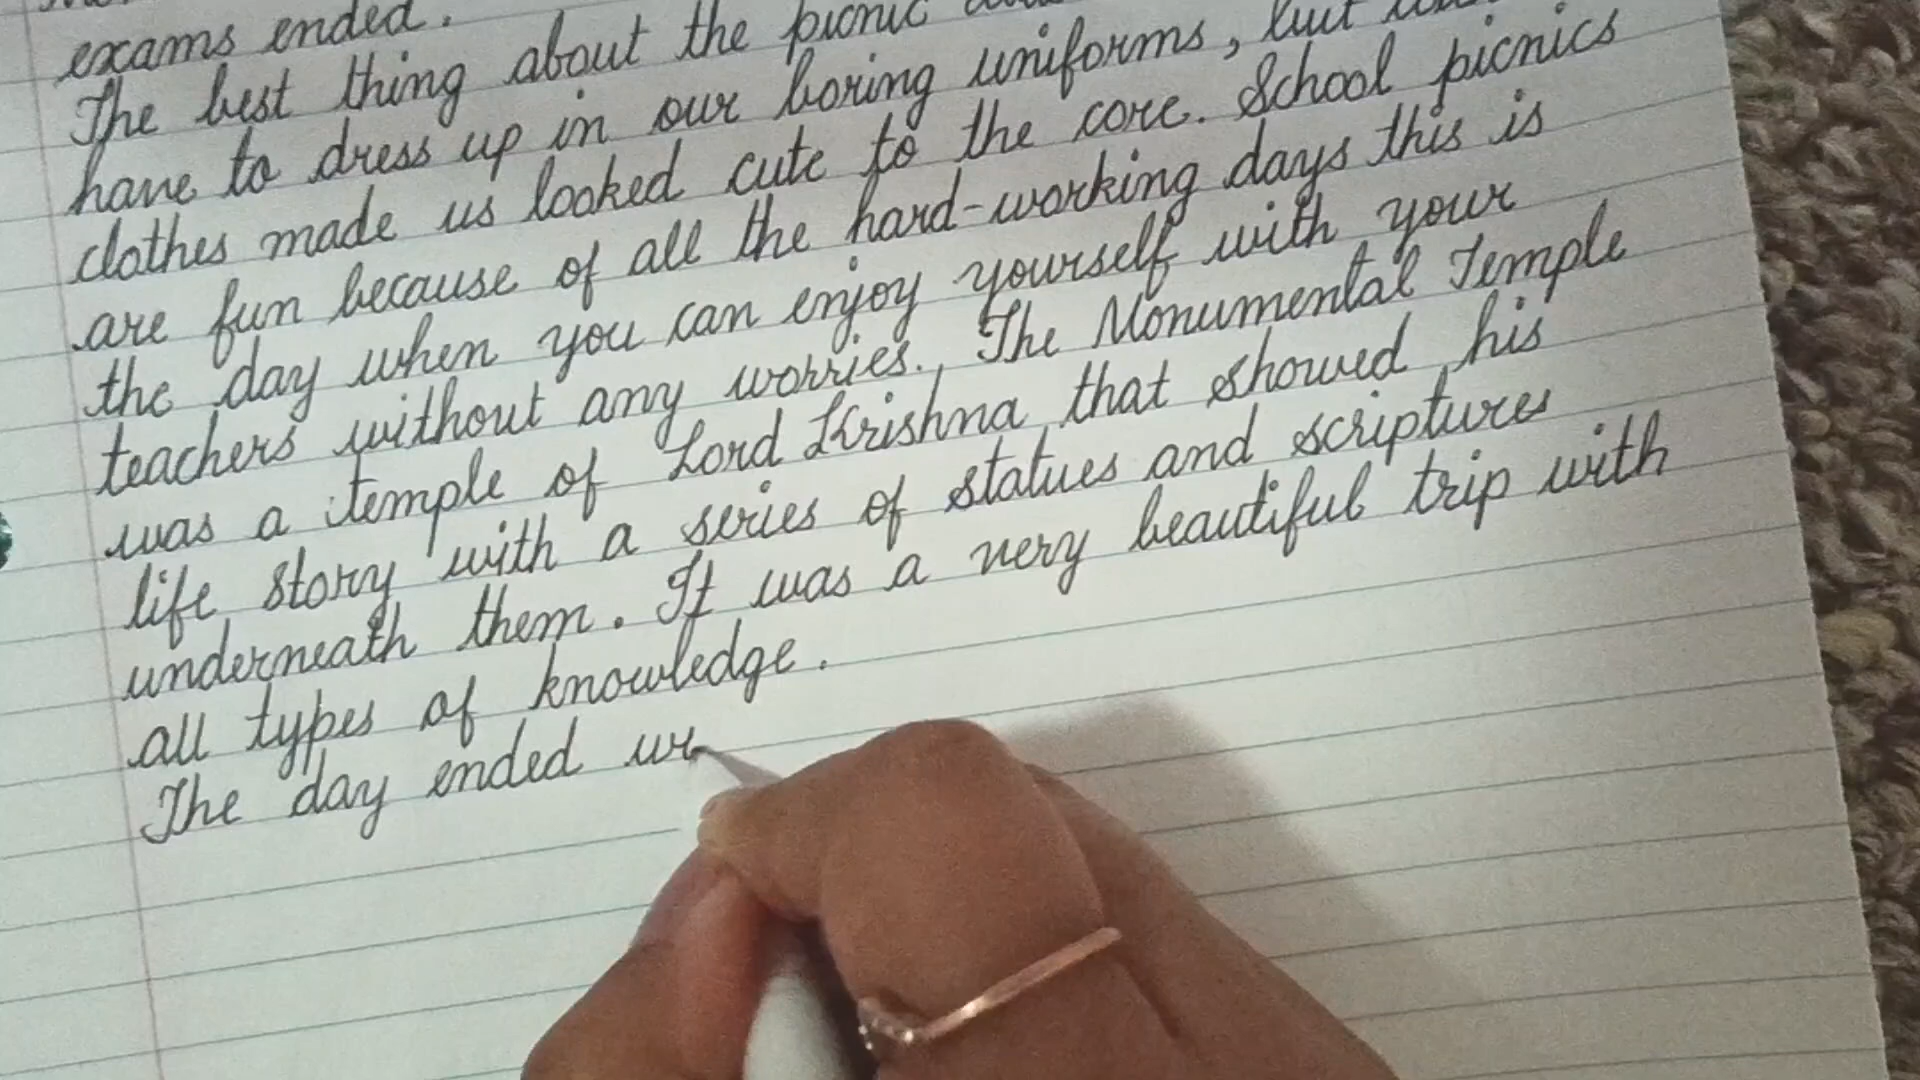 exams ended.
The best thing about the picnic
have to dress up in our boring uniforms, but
clothes made us looked cute to the core. School picnics
are fun because of all the hard-working days this is
the day when you can enjoy yourself with your
teachers without any worries. The Monumental Temple
was a temple of Lord Krishna that showed his
life story with a series of statues and scriptures
underneath them. It was a very beautiful trip with
all types of knowledge.
The day ended